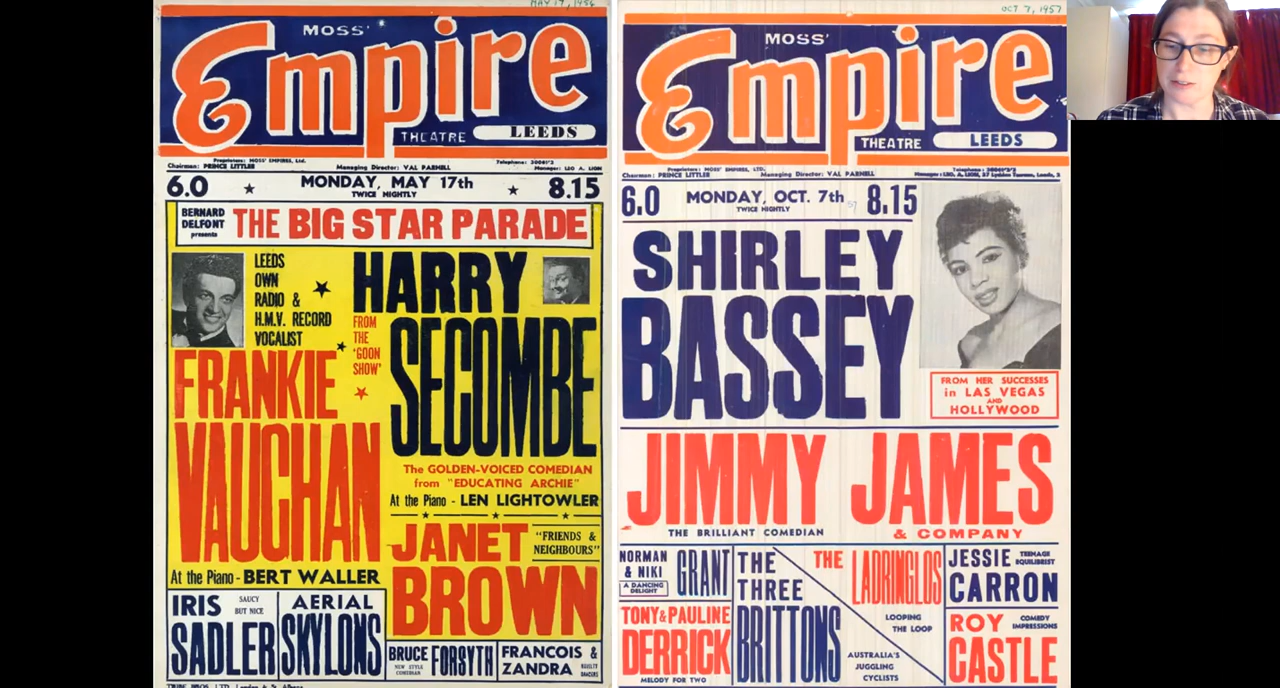 MAY 17, 1954
MOSS'
Empire
THEATRE
LEEDS
Proprietors: MOSS' EMPIRES, Ltd.
Chairman: PRINCE LITTLER
Managing Director: VAL PARNELL
Manager: LEO A. LION
6.0
MONDAY, MAY 17th
TWICE NIGHTLY
8.15
BERNARD
DELFONT
presents
THE BIG STAR PARADE
LEEDS
OWN
RADIO &
H.M.V. RECORD
VOCALIST
FRANKIE
VAUGHAN
At the Piano - BERT WALLER
HARRY
SECOMBE
FROM
THE
'GOON
SHOW'
The GOLDEN-VOICED COMEDIAN
from "EDUCATING ARCHIE"
At the Piano - LEN LIGHTOWLER
JANET
BROWN
"FRIENDS &
NEIGHBOURS"
IRIS
SADLER
SAUCY
BUT NICE
AERIAL
SKYLONS
BRUCE
FORSYTH
NEW STYLE
COMEDIAN
FRANCOIS &
ZANDRA
OCT. 7, 1957
MOSS'
Empire
THEATRE
LEEDS
Proprietors: MOSS' EMPIRES, LTD.
Chairman: PRINCE LITTLER
Managing Director: VAL PARNELL
6.0
MONDAY, OCT. 7th 57
TWICE NIGHTLY
8.15
SHIRLEY
BASSEY
FROM HER SUCCESSES
in LAS VEGAS
AND
HOLLYWOOD
JIMMY JAMES
THE BRILLIANT COMEDIAN
& COMPANY
NORMAN
& NIKI
GRANT
A DANCING
DELIGHT
TONY & PAULINE
DERRICK
MELODY FOR TWO
THE
THREE
BRITTONS
THE
LADRINGLOS
LOOPING
THE LOOP
AUSTRALIA'S
JUGGLING
CYCLISTS
JESSIE
CARRON
TEENAGE
EQUILIBRIST
ROY
CASTLE
COMEDY
IMPRESSIONS